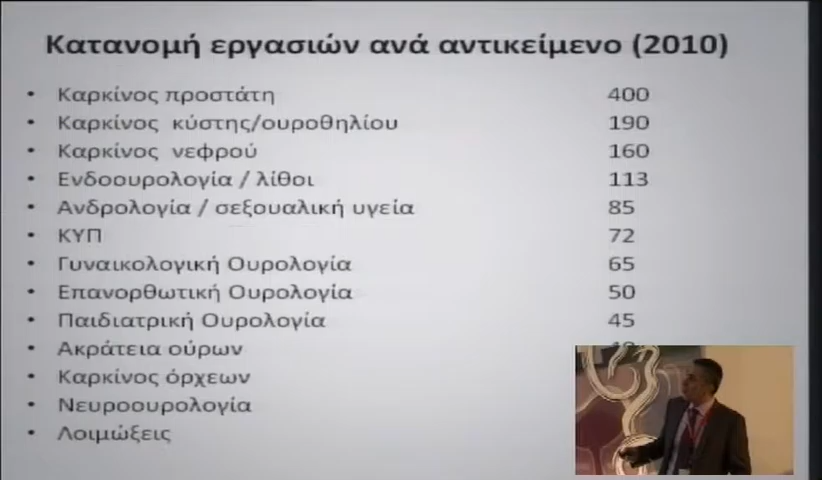 Κατανομή εργασιών ανά αντικείμενο (2010)
• Καρκίνος προστάτη 400
• Καρκίνος κύστης/ουροθηλίου 190
• Καρκίνος νεφρού 160
• Ενδοουρολογία / λίθοι 113
• Ανδρολογία / σεξουαλική υγεία 85
• ΚΥΠ 72
• Γυναικολογική Ουρολογία 65
• Επανορθωτική Ουρολογία 50
• Παιδιατρική Ουρολογία 45
• Ακράτεια ούρων
• Καρκίνος όρχεων
• Νευροουρολογία
• Λοιμώξεις